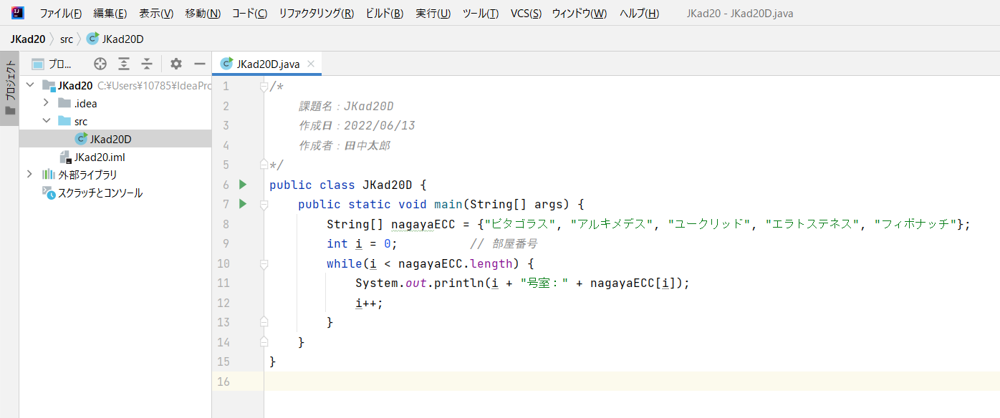 ファイル(F) 編集(E) 表示(V) 移動(N) コード(C) リファクタリング(R) ビルド(B) 実行(U) ツール(T) VCS(S) ウィンドウ(W) ヘルプ(H) JKad20 - JKad20D.java
JKad20 src JKad20D
プロジェクト
プロ...
JKad20 C:¥Users¥10785¥IdeaPro
.idea
src
JKad20D
JKad20.iml
外部ライブラリ
スクラッチとコンソール
JKad20D.java
1 /*
2 課題名：JKad20D
3 作成日：2022/06/13
4 作成者：田中太郎
5 */
6 public class JKad20D {
7 public static void main(String[] args) {
8 String[] nagayaECC = {"ピタゴラス", "アルキメデス", "ユークリッド", "エラトステネス", "フィボナッチ"};
9 int i = 0; // 部屋番号
10 while(i < nagayaECC.length) {
11 System.out.println(i + "号室：" + nagayaECC[i]);
12 i++;
13 }
14 }
15 }
16